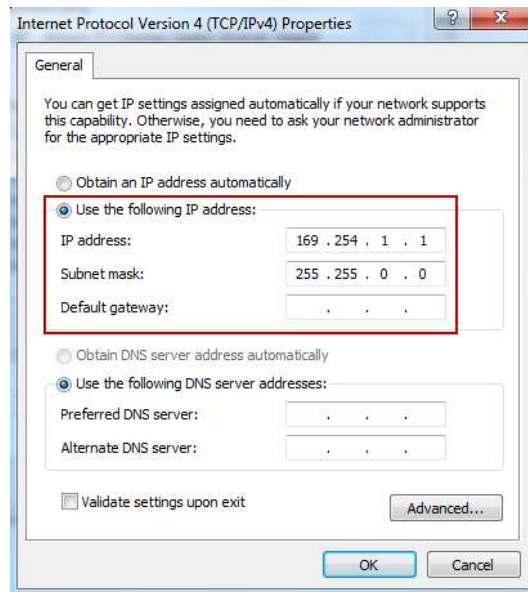 Internet Protocol Version 4 (TCP/IPv4) Properties
General
You can get IP settings assigned automatically if your network supports
this capability. Otherwise, you need to ask your network administrator
for the appropriate IP settings.
Obtain an IP address automatically
Use the following IP address:
IP address: 169 . 254 . 1 . 1
Subnet mask: 255 . 255 . 0 . 0
Default gateway: . . .
Obtain DNS server address automatically
Use the following DNS server addresses:
Preferred DNS server: . . .
Alternate DNS server: . . .
Validate settings upon exit
Advanced...
OK Cancel